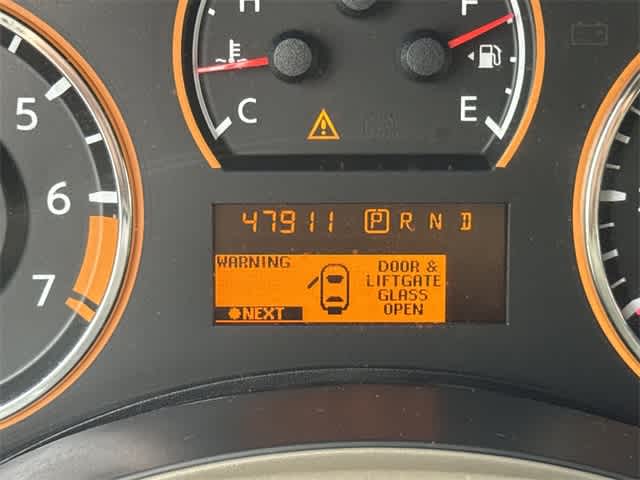 H
F
C
E
5
6
7
47911 P R N D
WARNING
DOOR &
LIFTGATE
GLASS
OPEN
NEXT